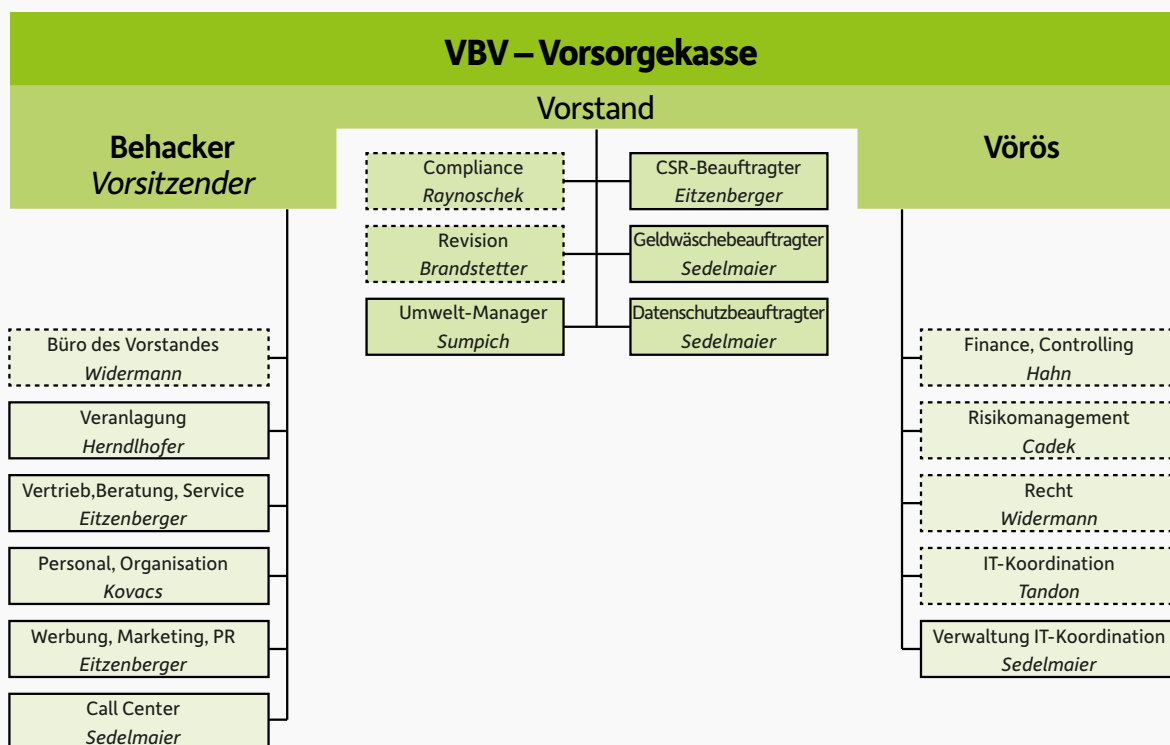 VBV – Vorsorgekasse
Vorstand
Behacker
Vorsitzender
Vörös
Compliance
Raynoschek
CSR-Beauftragter
Eitzenberger
Revision
Brandstetter
Geldwäschebeauftragter
Sedelmaier
Umwelt-Manager
Sumpich
Datenschutzbeauftragter
Sedelmaier
Büro des Vorstandes
Widermann
Veranlagung
Herndlhofer
Vertrieb,Beratung, Service
Eitzenberger
Personal, Organisation
Kovacs
Werbung, Marketing, PR
Eitzenberger
Call Center
Sedelmaier
Finance, Controlling
Hahn
Risikomanagement
Cadek
Recht
Widermann
IT-Koordination
Tandon
Verwaltung IT-Koordination
Sedelmaier